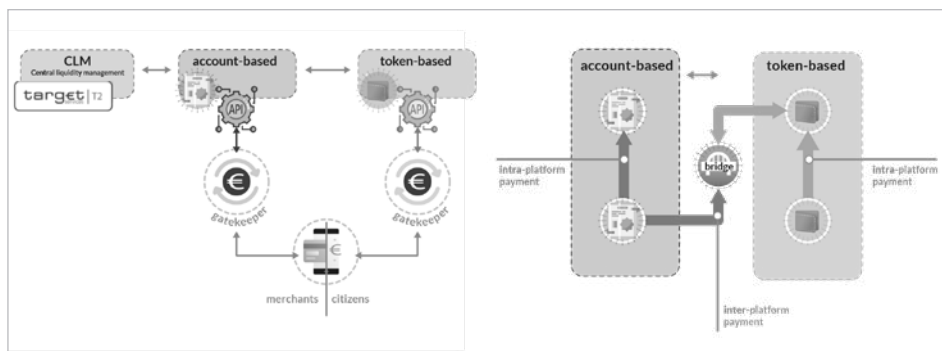 CLM
Central liquidity management
target | T2
account-based
token-based
API
API
€
€
gatekeeper
gatekeeper
€
merchants
citizens
account-based
token-based
bridge
intra-platform
payment
intra-platform
payment
inter-platform
payment